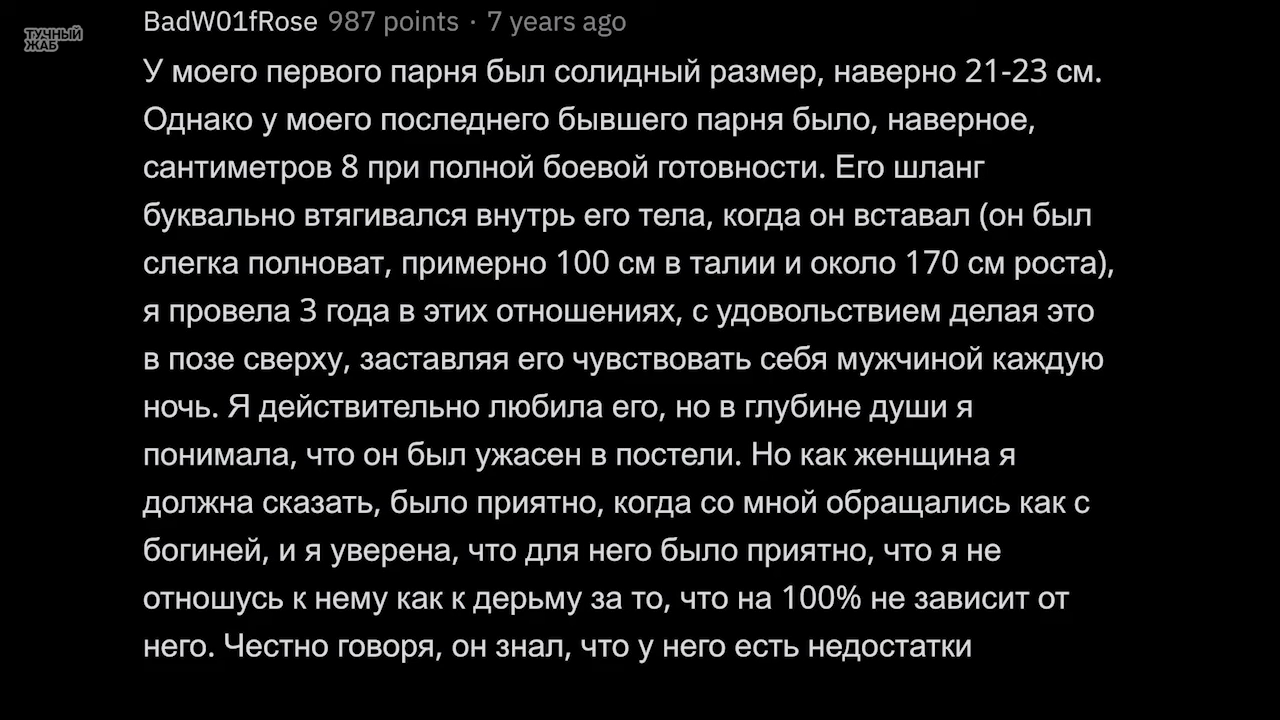 ТУЧНЫЙ
ЖАБ
BadW01fRose 987 points · 7 years ago
У моего первого парня был солидный размер, наверно 21-23 см.
Однако у моего последнего бывшего парня было, наверное,
сантиметров 8 при полной боевой готовности. Его шланг
буквально втягивался внутрь его тела, когда он вставал (он был
слегка полноват, примерно 100 см в талии и около 170 см роста),
я провела 3 года в этих отношениях, с удовольствием делая это
в позе сверху, заставляя его чувствовать себя мужчиной каждую
ночь. Я действительно любила его, но в глубине души я
понимала, что он был ужасен в постели. Но как женщина я
должна сказать, было приятно, когда со мной обращались как с
богиней, и я уверена, что для него было приятно, что я не
отношусь к нему как к дерьму за то, что на 100% не зависит от
него. Честно говоря, он знал, что у него есть недостатки